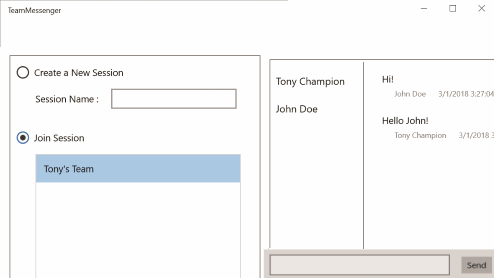 TeamMessenger
Create a New Session
Session Name :
Join Session
Tony's Team
Tony Champion
John Doe
Hi!
John Doe 3/1/2018 3:27:04
Hello John!
Tony Champion 3/1/2018 3
Send